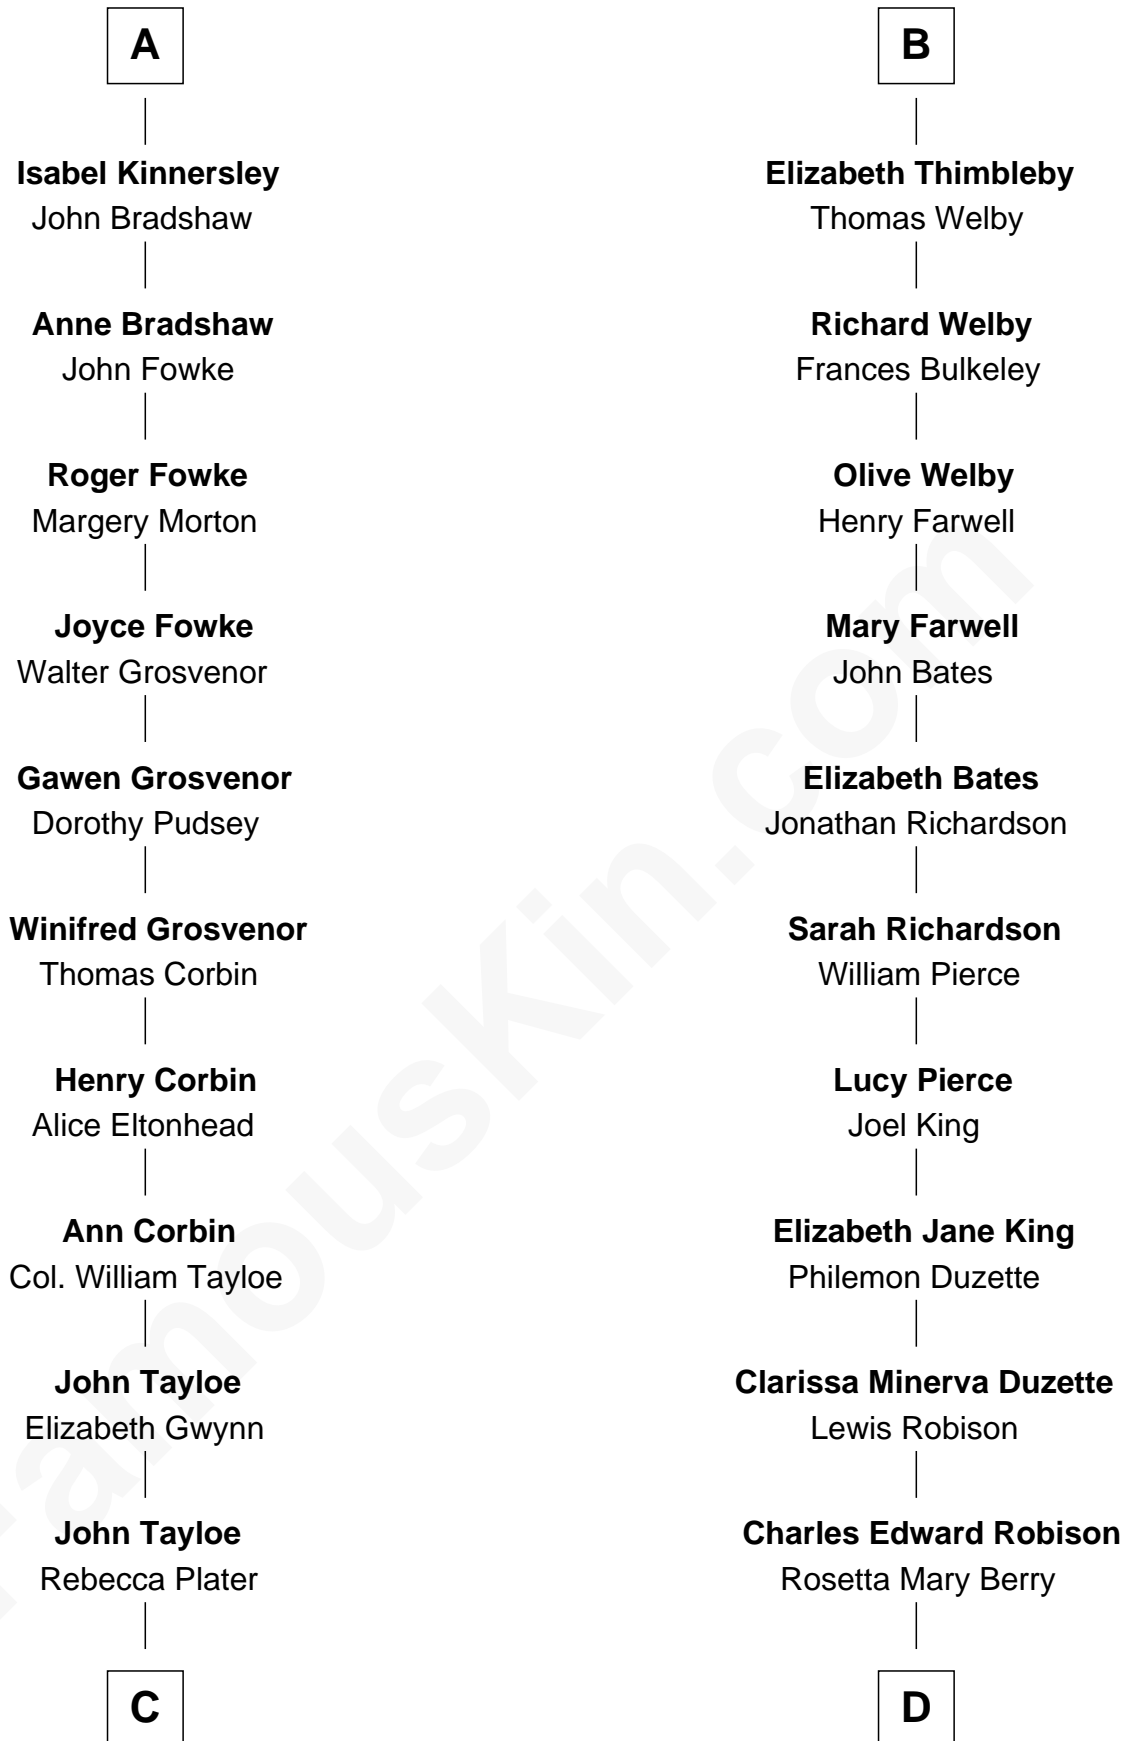 A
Isabel Kinnersley
John Bradshaw
Anne Bradshaw
John Fowke
Roger Fowke
Margery Morton
Joyce Fowke
Walter Grosvenor
Gawen Grosvenor
Dorothy Pudsey
Winifred Grosvenor
Thomas Corbin
Henry Corbin
Alice Eltonhead
Ann Corbin
Col. William Tayloe
John Tayloe
Elizabeth Gwynn
John Tayloe
Rebecca Plater
C
B
Elizabeth Thimbleby
Thomas Welby
Richard Welby
Frances Bulkeley
Olive Welby
Henry Farwell
Mary Farwell
John Bates
Elizabeth Bates
Jonathan Richardson
Sarah Richardson
William Pierce
Lucy Pierce
Joel King
Elizabeth Jane King
Philemon Duzette
Clarissa Minerva Duzette
Lewis Robison
Charles Edward Robison
Rosetta Mary Berry
D
FamousKin.com